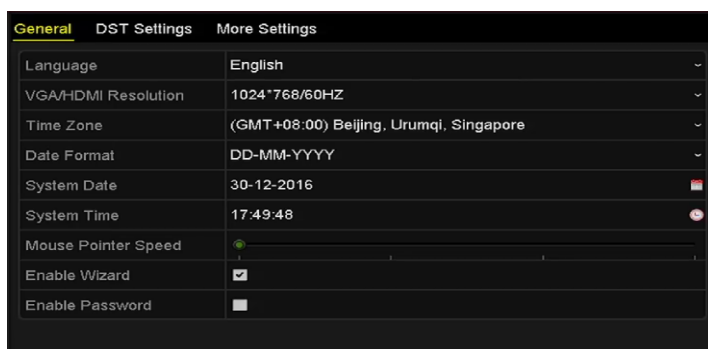 General DST Settings More Settings
Language English
VGA/HDMI Resolution 1024*768/60HZ
Time Zone (GMT+08:00) Beijing, Urumqi, Singapore
Date Format DD-MM-YYYY
System Date 30-12-2016
System Time 17:49:48
Mouse Pointer Speed
Enable Wizard
Enable Password